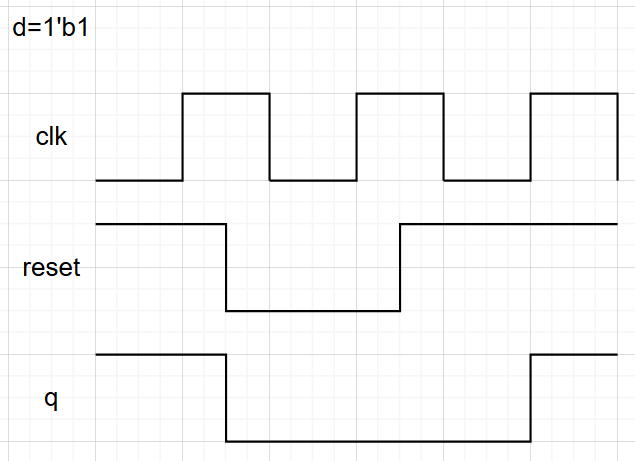 d=1'b1
clk
reset
q